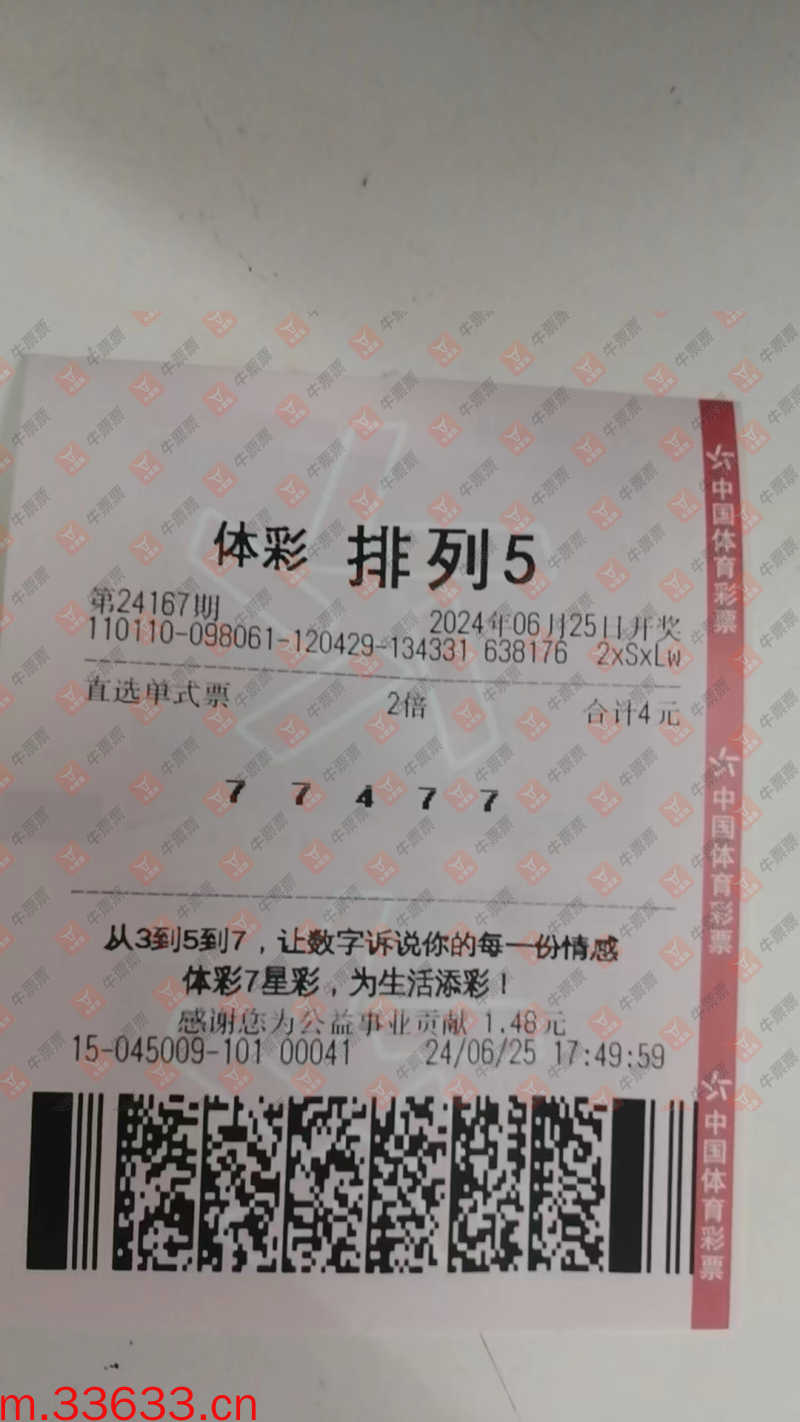 体彩 排列5
第24167期
2024年06月25日开奖
110110-098061-120429-134331 638176 2xSxLw
直选单式票 2倍 合计4元
7 7 4 7 7
从3到5到7，让数字诉说你的每一份情感
体彩7星彩，为生活添彩！
感谢您为公益事业贡献 1.48元
15-045009-101 00041 24/06/25 17:49:59
中国体育彩票
中国体育彩票
中国体育彩票
牛票票
m.33633.cn